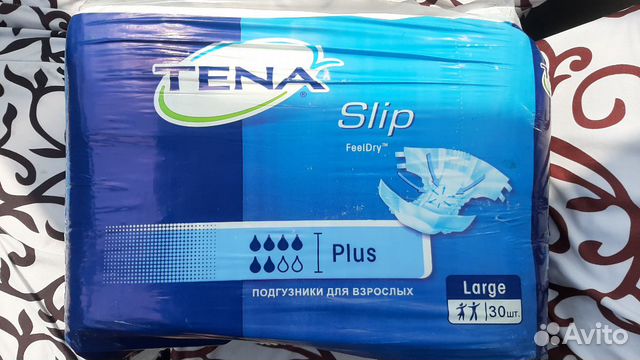 TENA
Slip
FeelDry™
Plus
ПОДГУЗНИКИ ДЛЯ ВЗРОСЛЫХ
Large
30шт.
Avito